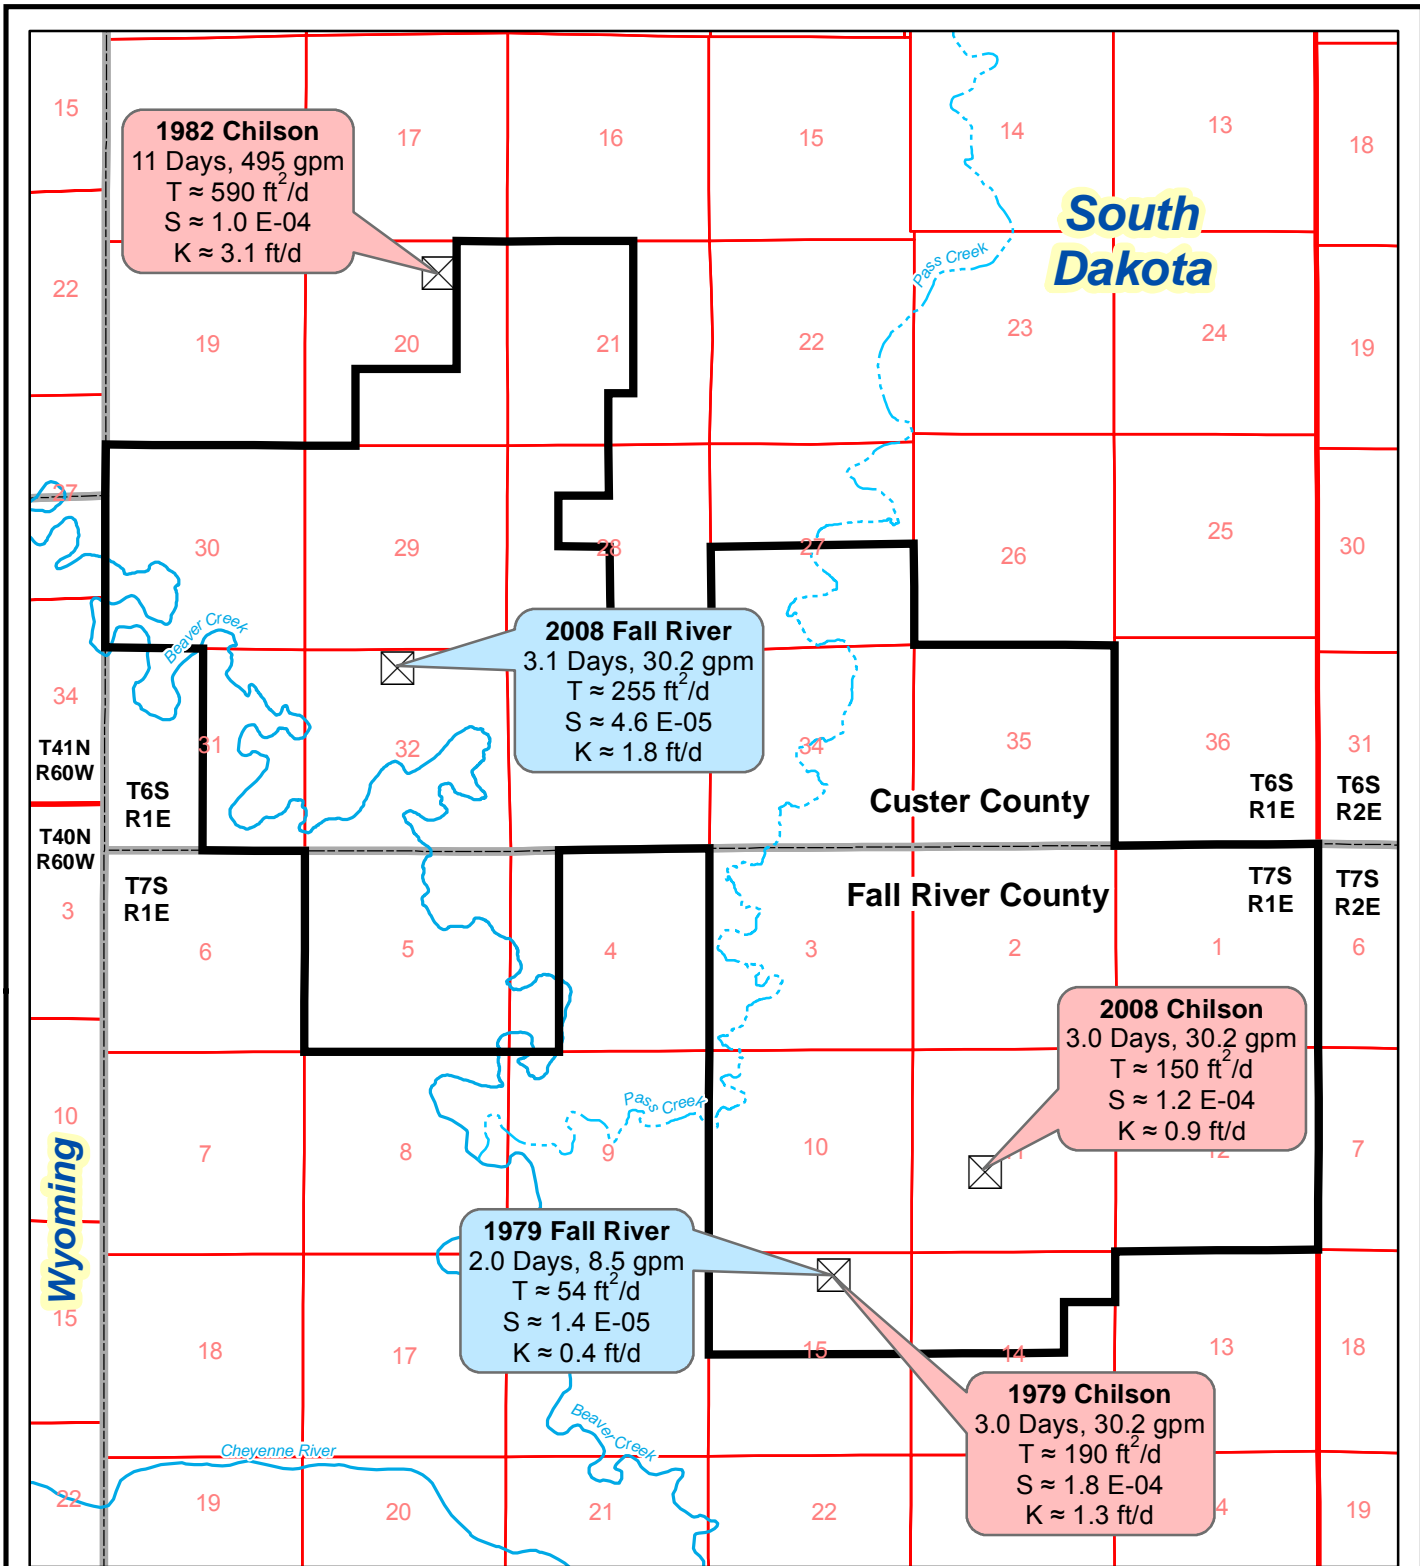 15
17
16
15
14
13
18
1982 Chilson
11 Days, 495 gpm
T ≈ 590 ft²/d
S ≈ 1.0 E-04
K ≈ 3.1 ft/d
South
Dakota
Pass Creek
22
19
20
21
22
23
24
19
27
30
29
28
27
26
25
30
Beaver Creek
2008 Fall River
3.1 Days, 30.2 gpm
T ≈ 255 ft²/d
S ≈ 4.6 E-05
K ≈ 1.8 ft/d
34
31
32
34
35
36
31
T41N
R60W
T6S
R1E
Custer County
T6S
R1E
T6S
R2E
T40N
R60W
T7S
R1E
Fall River County
T7S
R1E
T7S
R2E
3
6
5
4
3
2
1
6
2008 Chilson
3.0 Days, 30.2 gpm
T ≈ 150 ft²/d
S ≈ 1.2 E-04
K ≈ 0.9 ft/d
Pass Creek
10
7
8
9
10
12
7
Wyoming
1979 Fall River
2.0 Days, 8.5 gpm
T ≈ 54 ft²/d
S ≈ 1.4 E-05
K ≈ 0.4 ft/d
15
18
17
15
14
13
18
1979 Chilson
3.0 Days, 30.2 gpm
T ≈ 190 ft²/d
S ≈ 1.8 E-04
K ≈ 1.3 ft/d
Beaver Creek
Cheyenne River
22
19
20
21
22
4
19